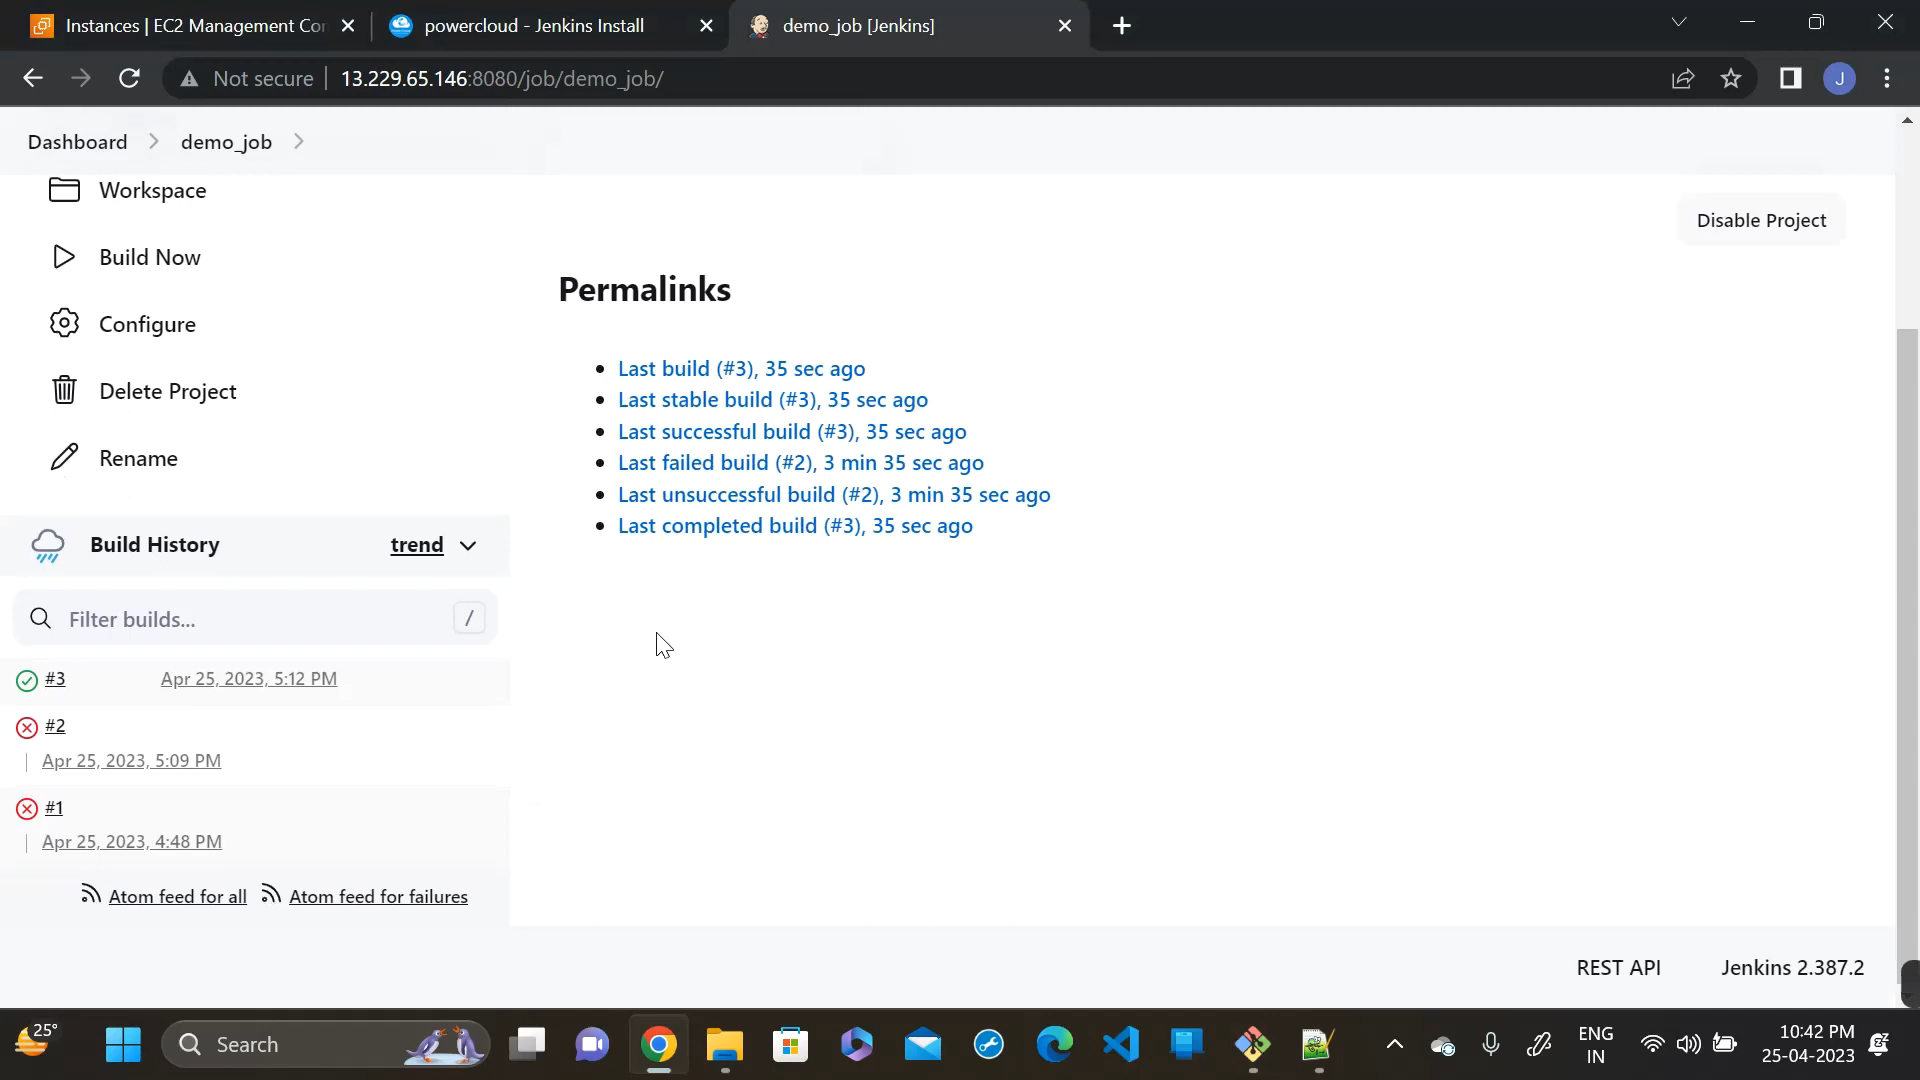 Instances | EC2 Management Con
powercloud - Jenkins Install
demo_job [Jenkins]
Not secure
13.229.65.146:8080/job/demo_job/
J
Dashboard
demo_job
Workspace
Build Now
Configure
Delete Project
Rename
Build History
trend
Filter builds...
/
#3
Apr 25, 2023, 5:12 PM
#2
Apr 25, 2023, 5:09 PM
#1
Apr 25, 2023, 4:48 PM
Atom feed for all
Atom feed for failures
Disable Project
Permalinks
Last build (#3), 35 sec ago
Last stable build (#3), 35 sec ago
Last successful build (#3), 35 sec ago
Last failed build (#2), 3 min 35 sec ago
Last unsuccessful build (#2), 3 min 35 sec ago
Last completed build (#3), 35 sec ago
REST API
Jenkins 2.387.2
25°
Search
ENG
IN
10:42 PM
25-04-2023